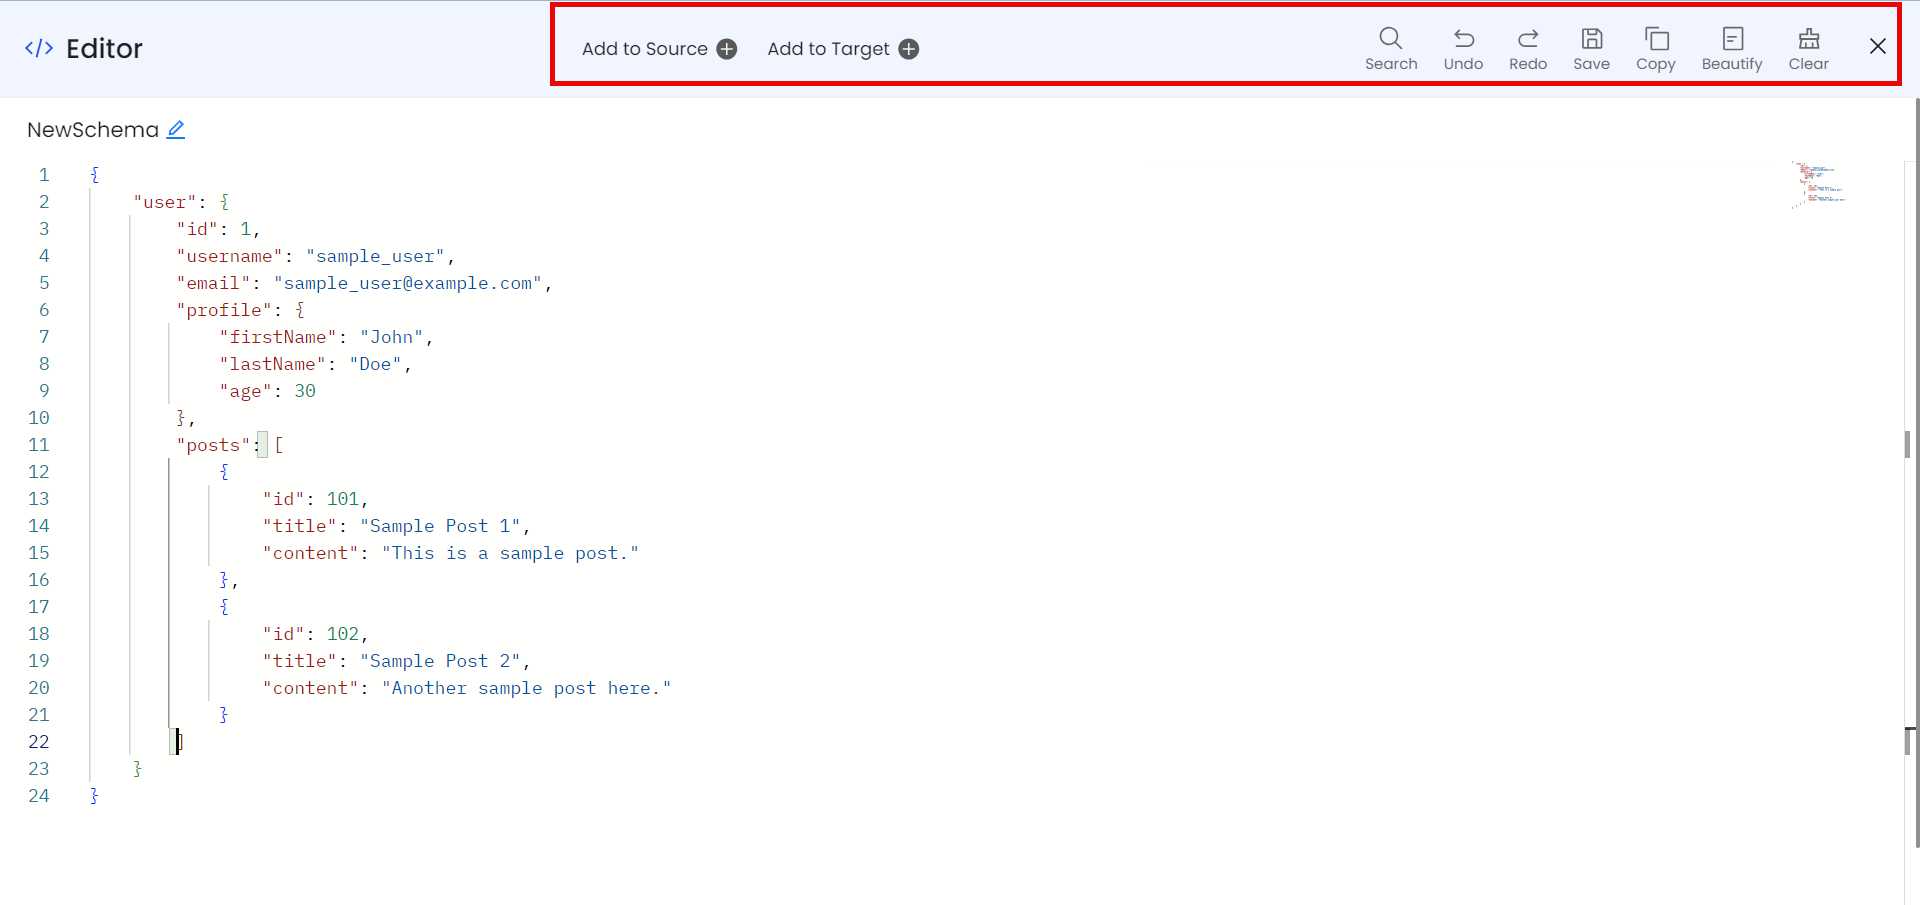 </> Editor Add to Source Add to Target Search Undo Redo Save Copy Beautify Clear
NewSchema
1 {
2     "user": {
3         "id": 1,
4         "username": "sample_user",
5         "email": "sample_user@example.com",
6         "profile": {
7             "firstName": "John",
8             "lastName": "Doe",
9             "age": 30
10         },
11         "posts": [
12             {
13                 "id": 101,
14                 "title": "Sample Post 1",
15                 "content": "This is a sample post."
16             },
17             {
18                 "id": 102,
19                 "title": "Sample Post 2",
20                 "content": "Another sample post here."
21             }
22         ]
23     }
24 }